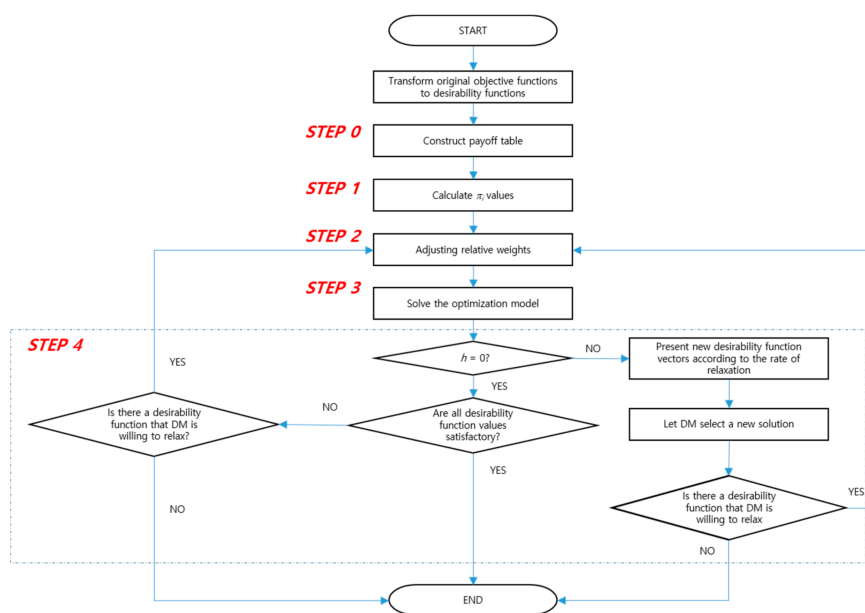 START
Transform original objective functions
to desirability functions
STEP 0
Construct payoff table
STEP 1
Calculate πᵢ values
STEP 2
Adjusting relative weights
STEP 3
Solve the optimization model
STEP 4
h = 0?
NO
Present new desirability function
vectors according to the rate of
relaxation
YES
YES
Is there a desirability
function that DM is
willing to relax?
NO
Are all desirability
function values
satisfactory?
Let DM select a new solution
YES
NO
Is there a desirability
function that DM is
willing to relax
YES
NO
END